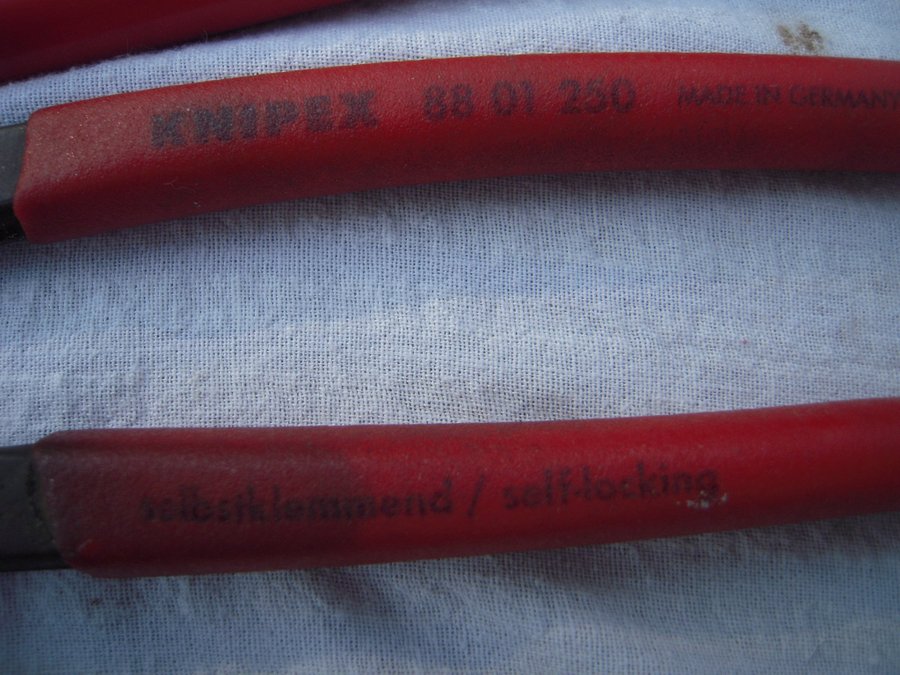 KNIPEX 88 01 250 MADE IN GERMANY
selbstklemmend / self-locking